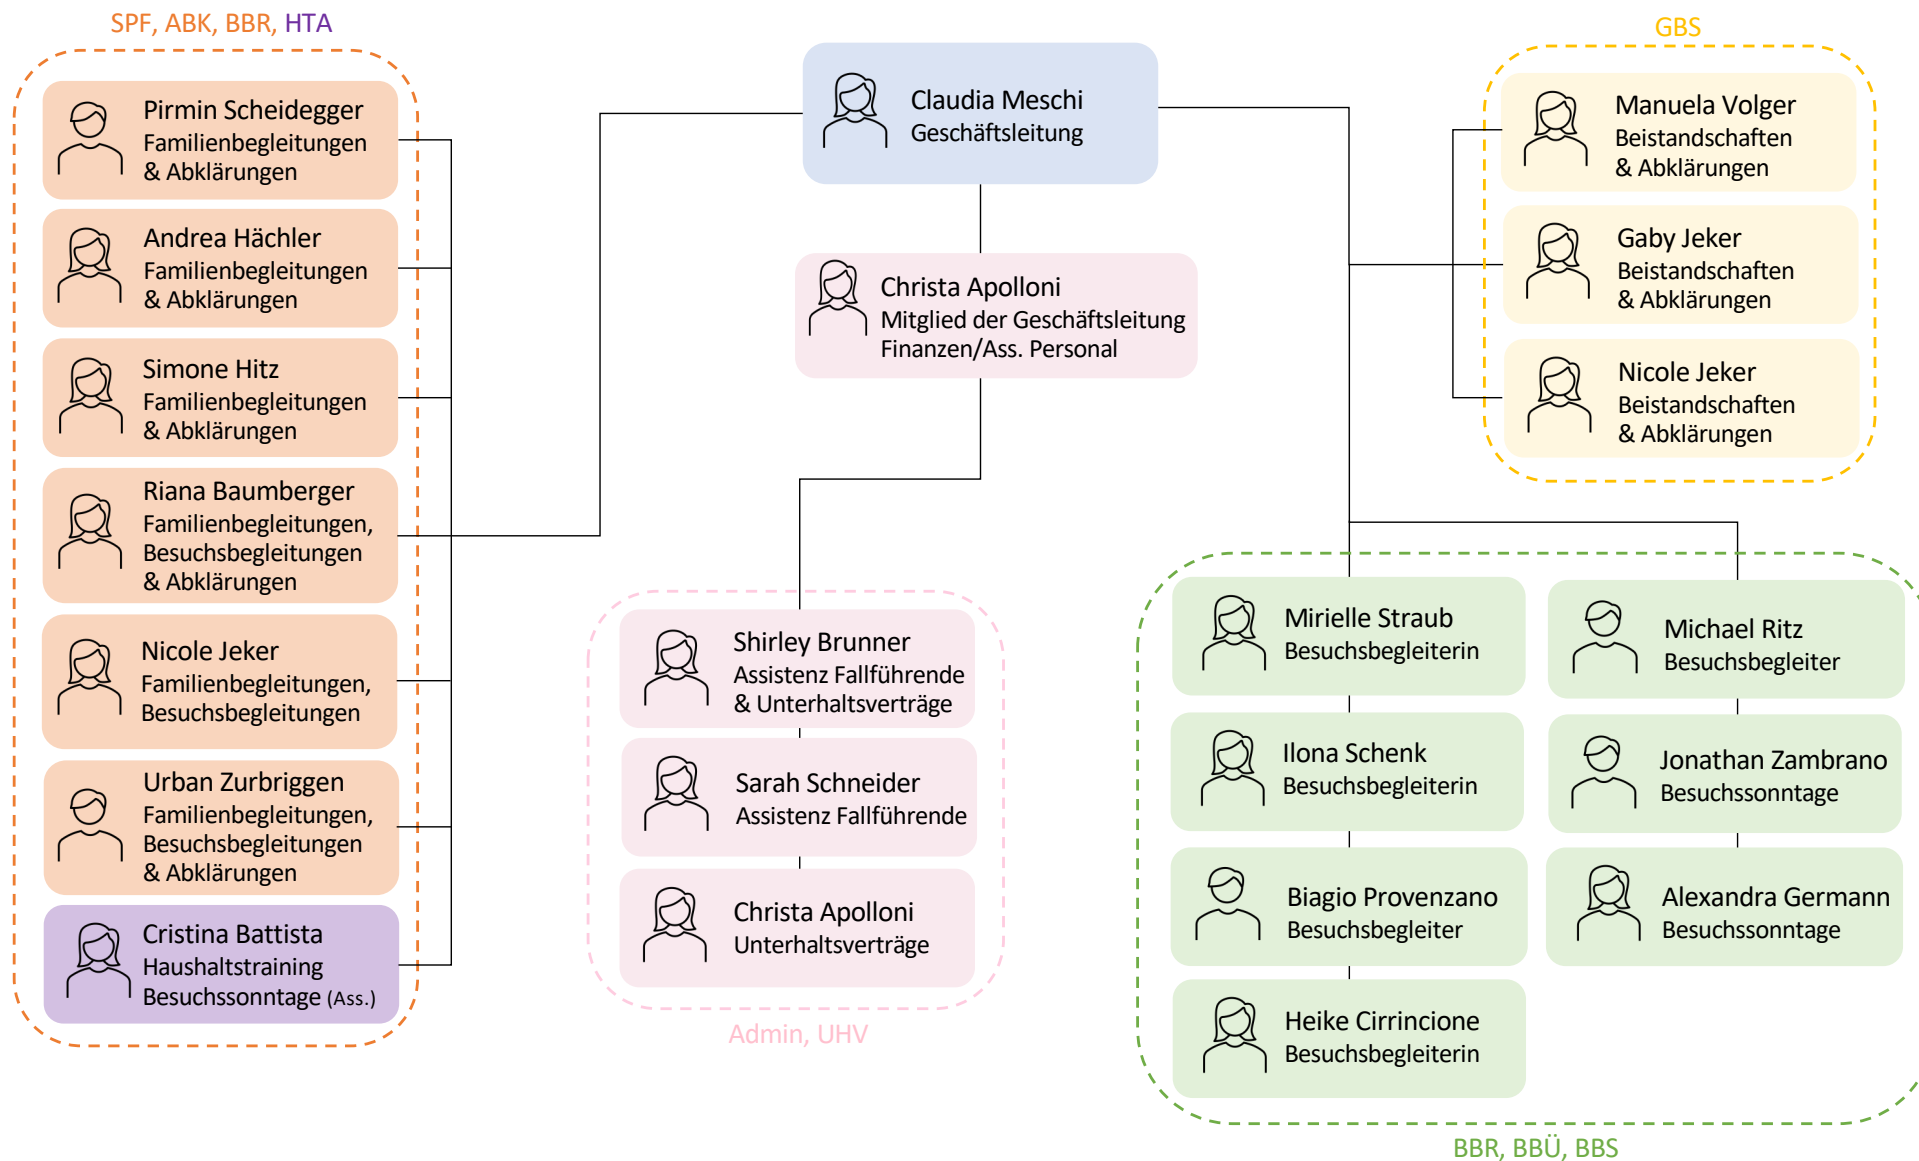 SPF, ABK, BBR, HTA
Pirmin Scheidegger
Familienbegleitungen
& Abklärungen
Andrea Hächler
Familienbegleitungen
& Abklärungen
Simone Hitz
Familienbegleitungen
& Abklärungen
Riana Baumberger
Familienbegleitungen,
Besuchsbegleitungen
& Abklärungen
Nicole Jeker
Familienbegleitungen,
Besuchsbegleitungen
Urban Zurbriggen
Familienbegleitungen,
Besuchsbegleitungen
& Abklärungen
Cristina Battista
Haushaltstraining
Besuchssonntage (Ass.)
Claudia Meschi
Geschäftsleitung
Christa Apolloni
Mitglied der Geschäftsleitung
Finanzen/Ass. Personal
Shirley Brunner
Assistenz Fallführende
& Unterhaltsverträge
Sarah Schneider
Assistenz Fallführende
Christa Apolloni
Unterhaltsverträge
Admin, UHV
GBS
Manuela Volger
Beistandschaften
& Abklärungen
Gaby Jeker
Beistandschaften
& Abklärungen
Nicole Jeker
Beistandschaften
& Abklärungen
Mirielle Straub
Besuchsbegleiterin
Ilona Schenk
Besuchsbegleiterin
Biagio Provenzano
Besuchsbegleiter
Heike Cirrincione
Besuchsbegleiterin
Michael Ritz
Besuchsbegleiter
Jonathan Zambrano
Besuchssonntage
Alexandra Germann
Besuchssonntage
BBR, BBÜ, BBS